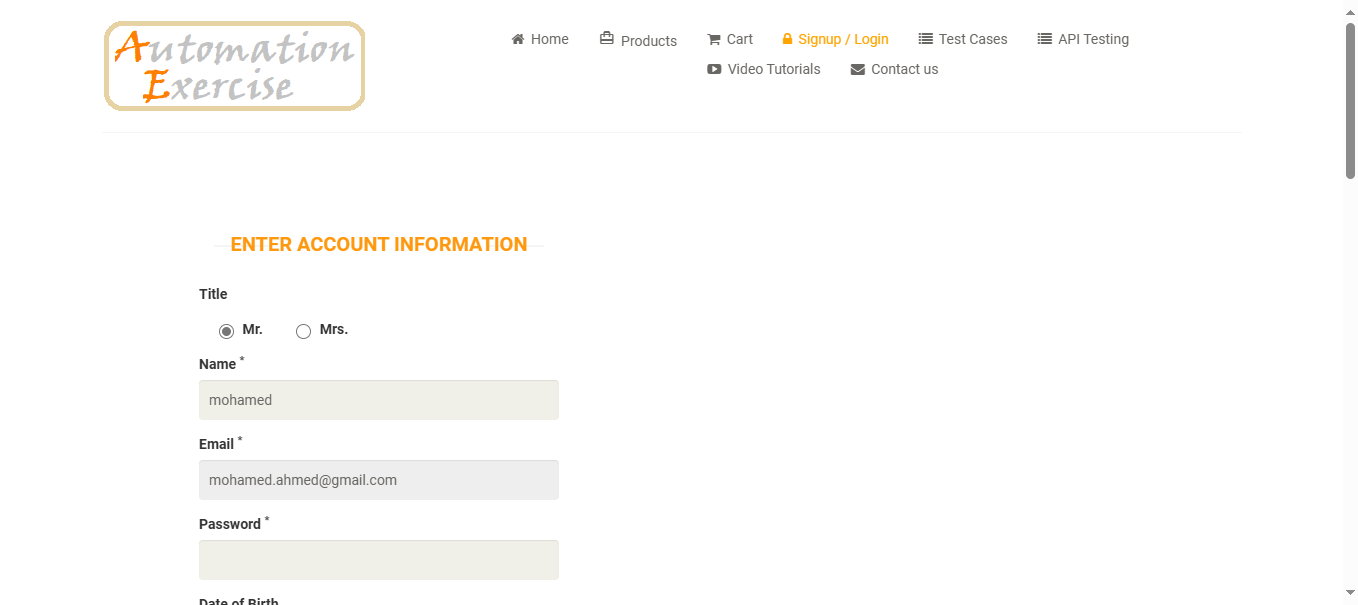 Automation
Exercise
Home Products Cart Signup / Login Test Cases API Testing
Video Tutorials Contact us
ENTER ACCOUNT INFORMATION
Title
Mr. Mrs.
Name *
mohamed
Email *
mohamed.ahmed@gmail.com
Password *
Date of Birth